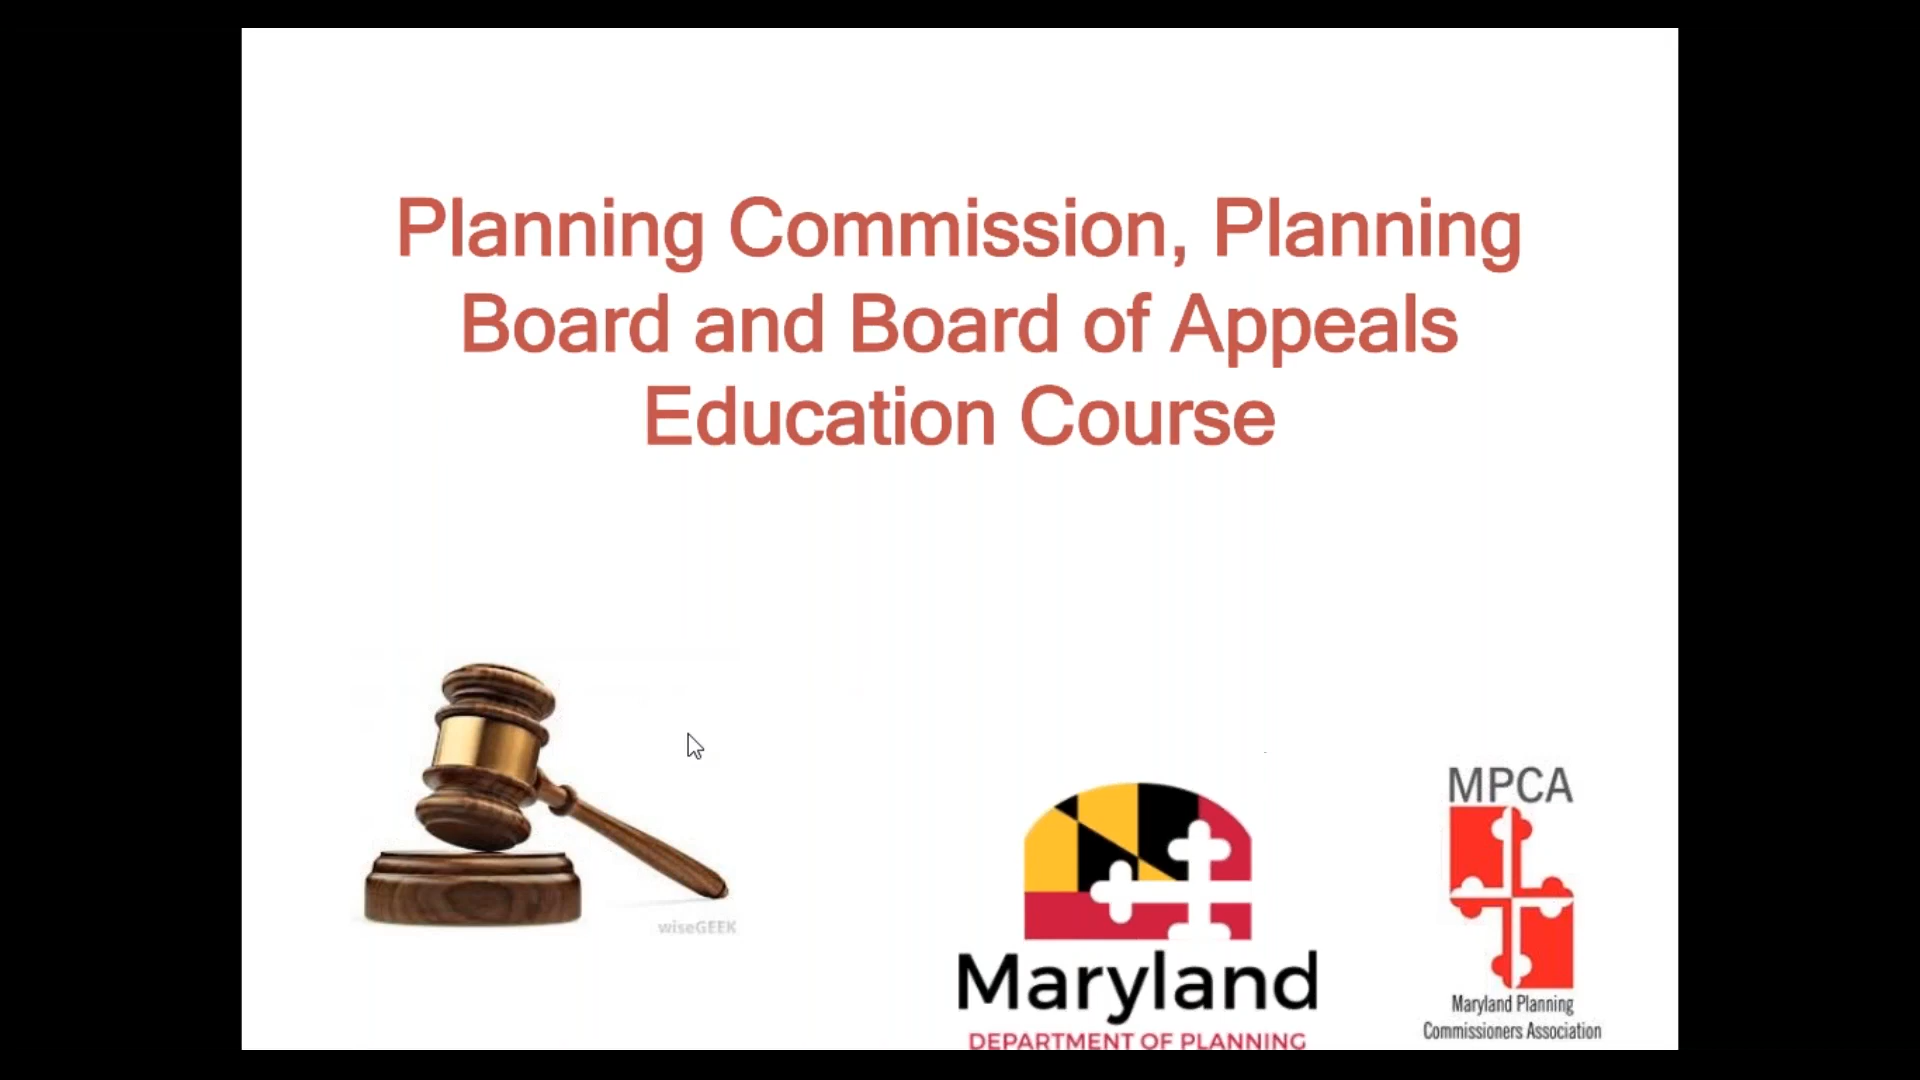 Planning Commission, Planning
Board and Board of Appeals
Education Course
wiseGEEK
Maryland
DEPARTMENT OF PLANNING
MPCA
Maryland Planning
Commissioners Association